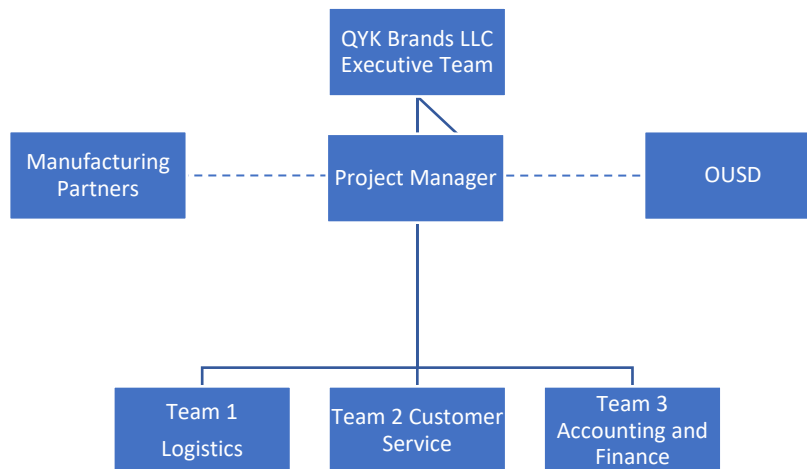 QYK Brands LLC
Executive Team
Manufacturing
Partners
Project Manager
OUSD
Team 1
Logistics
Team 2 Customer
Service
Team 3
Accounting and
Finance